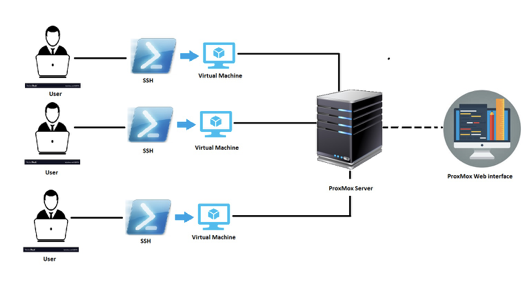 User
SSH
Virtual Machine
User
SSH
Virtual Machine
ProxMox Server
ProxMox Web interface
User
SSH
Virtual Machine